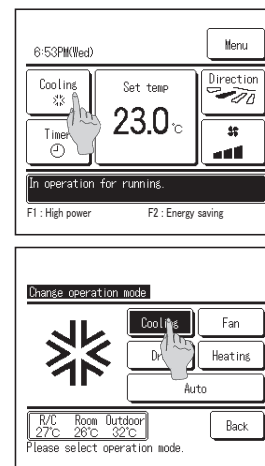 6:53PM(Wed)
Menu
Cooling
Set temp
Direction
23.0°C
Timer
In operation for running.
F1 : High power
F2 : Energy saving
Change operation mode
Cooling
Fan
Heating
Auto
R/C Room Outdoor
27°C 26°C 32°C
Back
Please select operation mode.